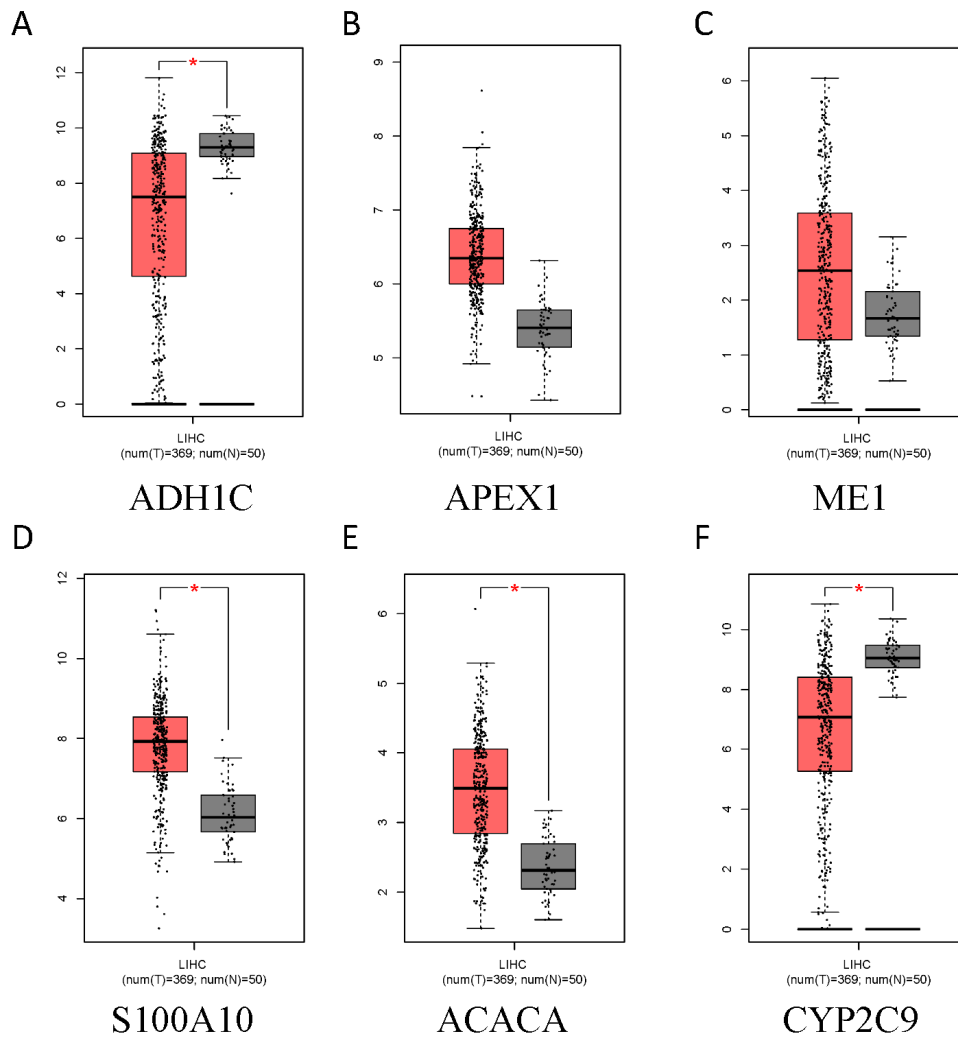 A
B
C
*
12
10
8
6
4
2
0
9
8
7
6
5
6
5
4
3
2
1
0
LIHC
(num(T)=369; num(N)=50)
LIHC
(num(T)=369; num(N)=50)
LIHC
(num(T)=369; num(N)=50)
ADH1C
APEX1
ME1
D
E
F
*
*
*
12
10
8
6
4
6
5
4
3
2
10
8
6
4
2
0
LIHC
(num(T)=369; num(N)=50)
LIHC
(num(T)=369; num(N)=50)
LIHC
(num(T)=369; num(N)=50)
S100A10
ACACA
CYP2C9